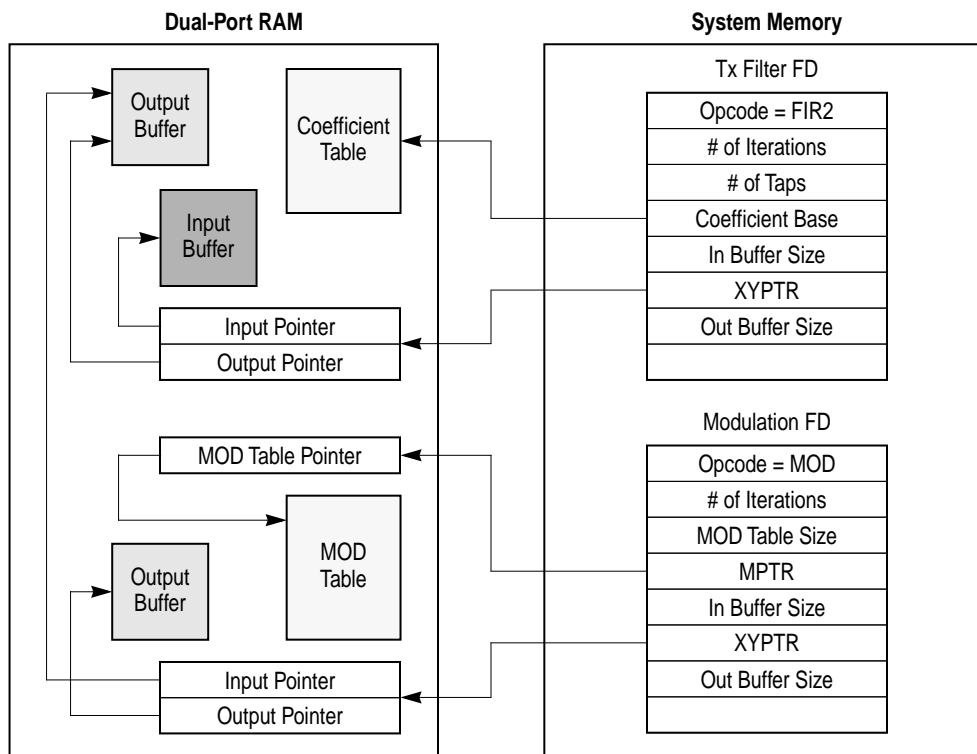 Dual-Port RAM
Output
Buffer
Coefficient
Table
Input
Buffer
Input Pointer
Output Pointer
MOD Table Pointer
MOD
Table
Output
Buffer
Input Pointer
Output Pointer
System Memory
Tx Filter FD
Opcode = FIR2
# of Iterations
# of Taps
Coefficient Base
In Buffer Size
XYPTR
Out Buffer Size
Modulation FD
Opcode = MOD
# of Iterations
MOD Table Size
MPTR
In Buffer Size
XYPTR
Out Buffer Size